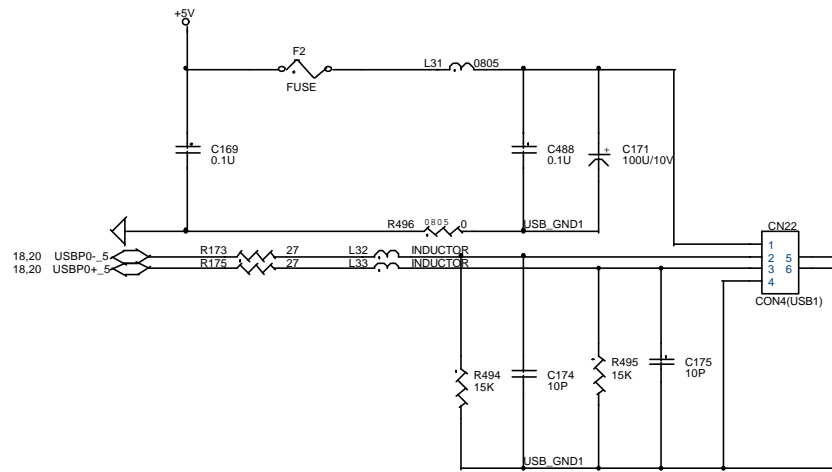 +5V
F2
FUSE
L31 0805
C169
0.1U
C488
0.1U
C171
100U/10V
+
R496 0805 0 USB_GND1
CN22
1
2 5
3 6
4
CON4(USB1)
18,20 USBP0-_5 R173 27 L32 INDUCTOR
18,20 USBP0+_5 R175 27 L33 INDUCTOR
R494
15K
C174
10P
R495
15K
C175
10P
USB_GND1